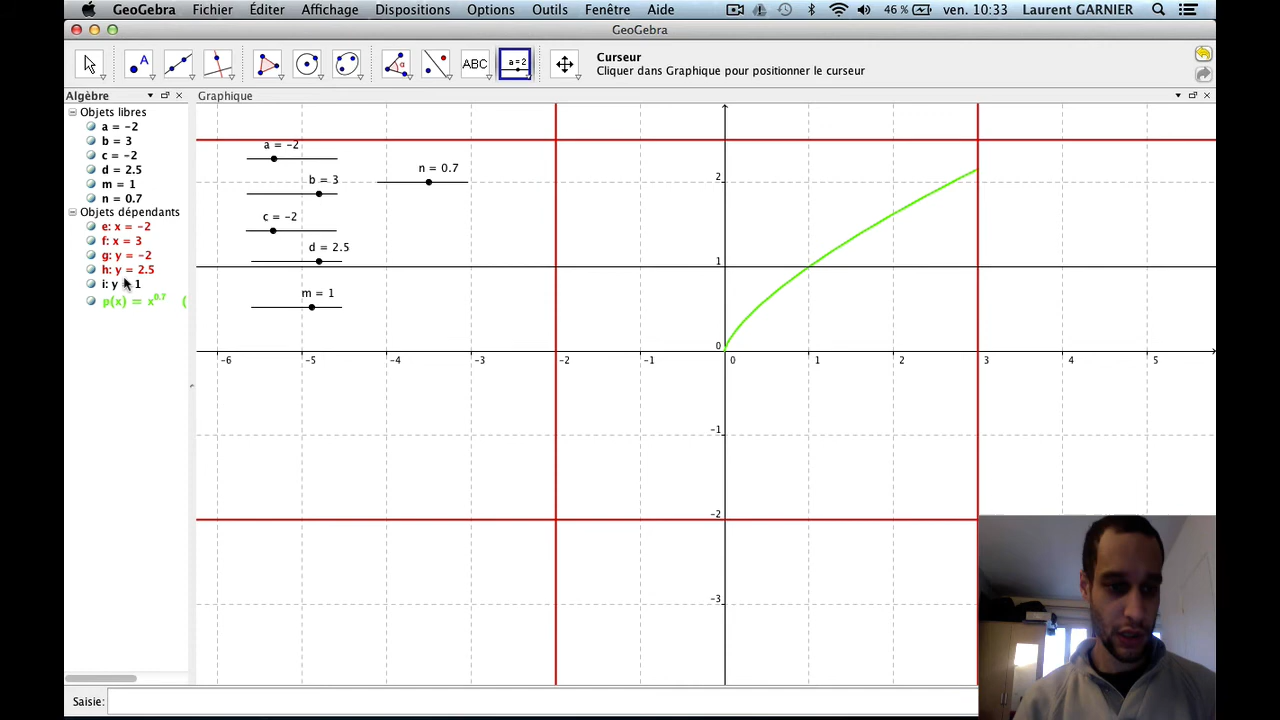 GeoGebra Fichier Éditer Affichage Dispositions Options Outils Fenêtre Aide 46 % ven. 10:33 Laurent GARNIER
GeoGebra
A ABC a=2
α
Curseur
Cliquer dans Graphique pour positionner le curseur
Algèbre
Graphique
Objets libres
a = -2
b = 3
c = -2
d = 2.5
m = 1
n = 0.7
Objets dépendants
e: x = -2
f: x = 3
g: y = -2
h: y = 2.5
i: y 1
p(x) = x^0.7 (
a = -2
n = 0.7
b = 3
c = -2
d = 2.5
m = 1
2
1
0
-6 -5 -4 -3 -2 -1 0 1 2 3 4 5
-1
-2
-3
Saisie: